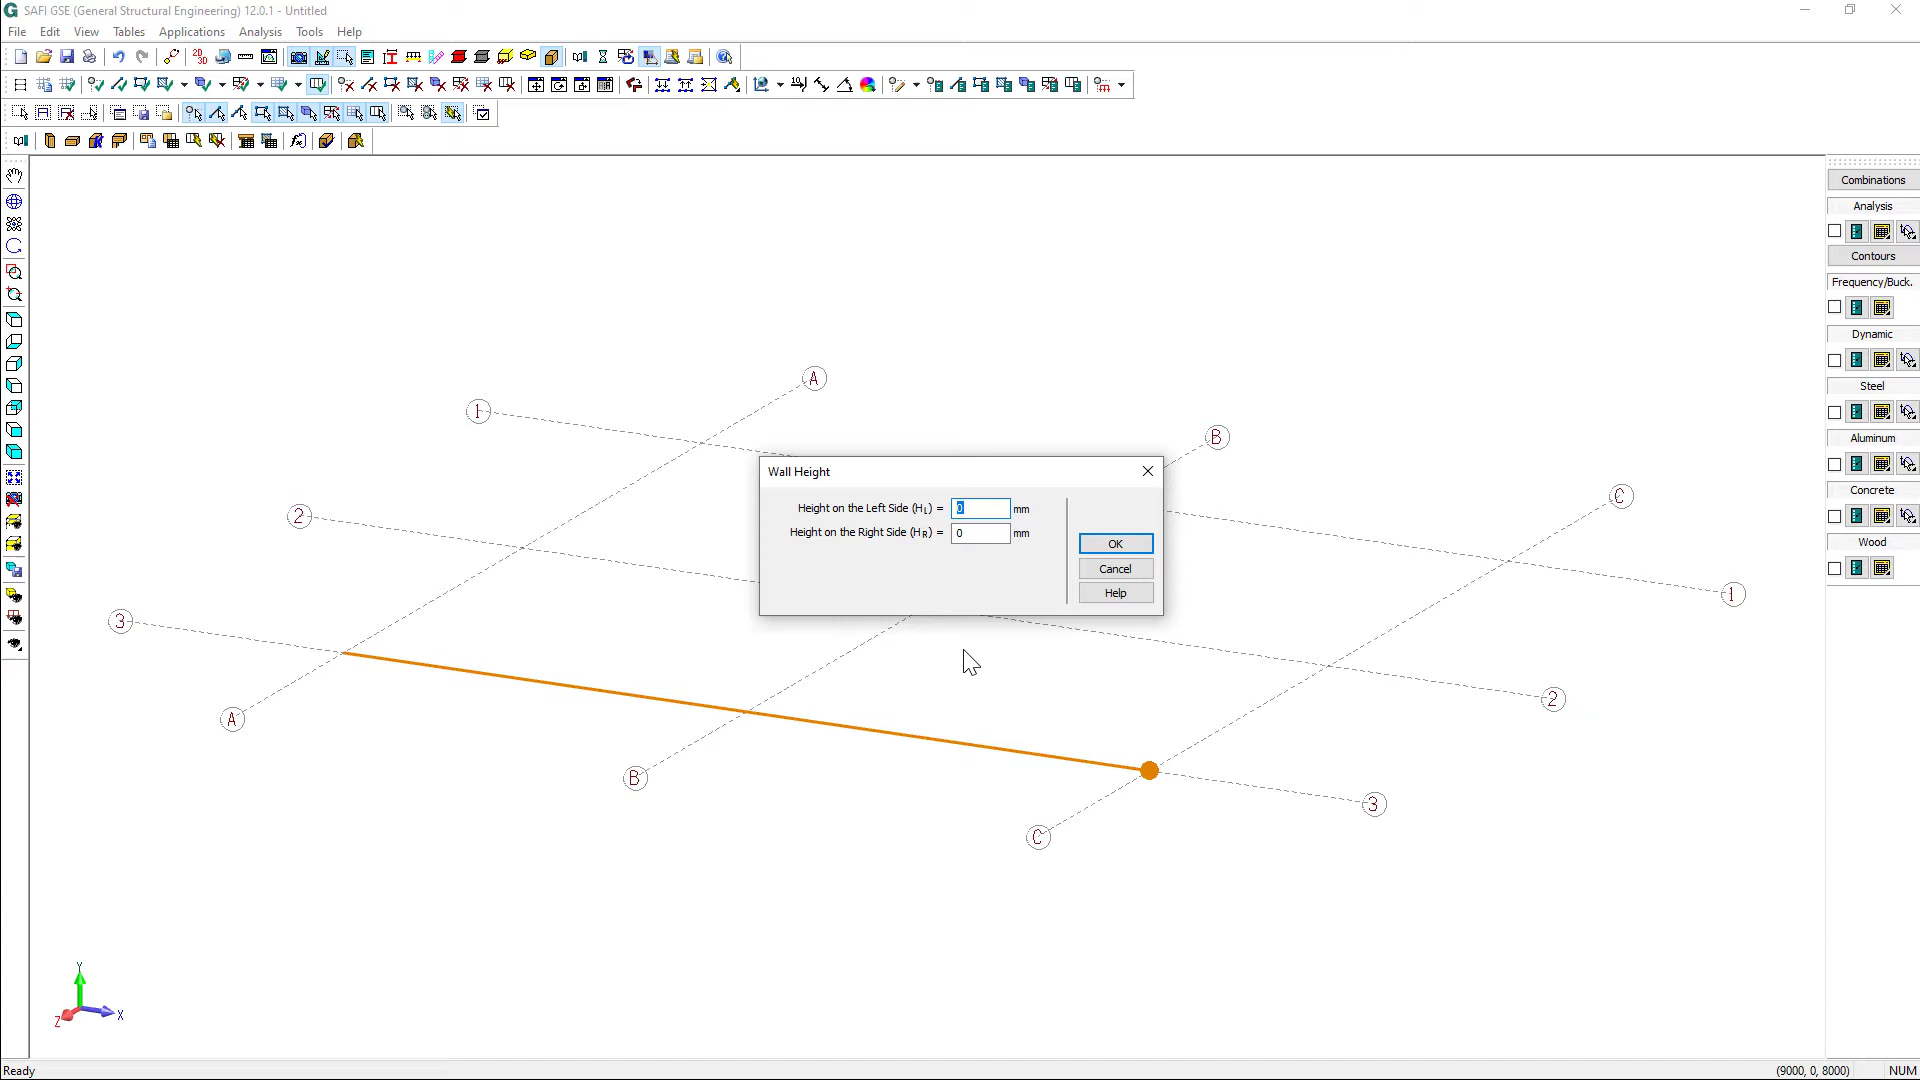 SAFI GSE (General Structural Engineering) 12.0.1 - Untitled
File Edit View Tables Applications Analysis Tools Help
2D
3D
f(x)
Combinations
Analysis
Contours
Frequency/Buck.
Dynamic
Steel
Aluminum
Concrete
Wood
A
1
B
C
2
3
1
2
A
B
3
C
Wall Height
Height on the Left Side (HL) = 0 mm
Height on the Right Side (HR) = 0 mm
OK
Cancel
Help
Y
X
Z
Ready
(9000, 0, 8000)
NUM